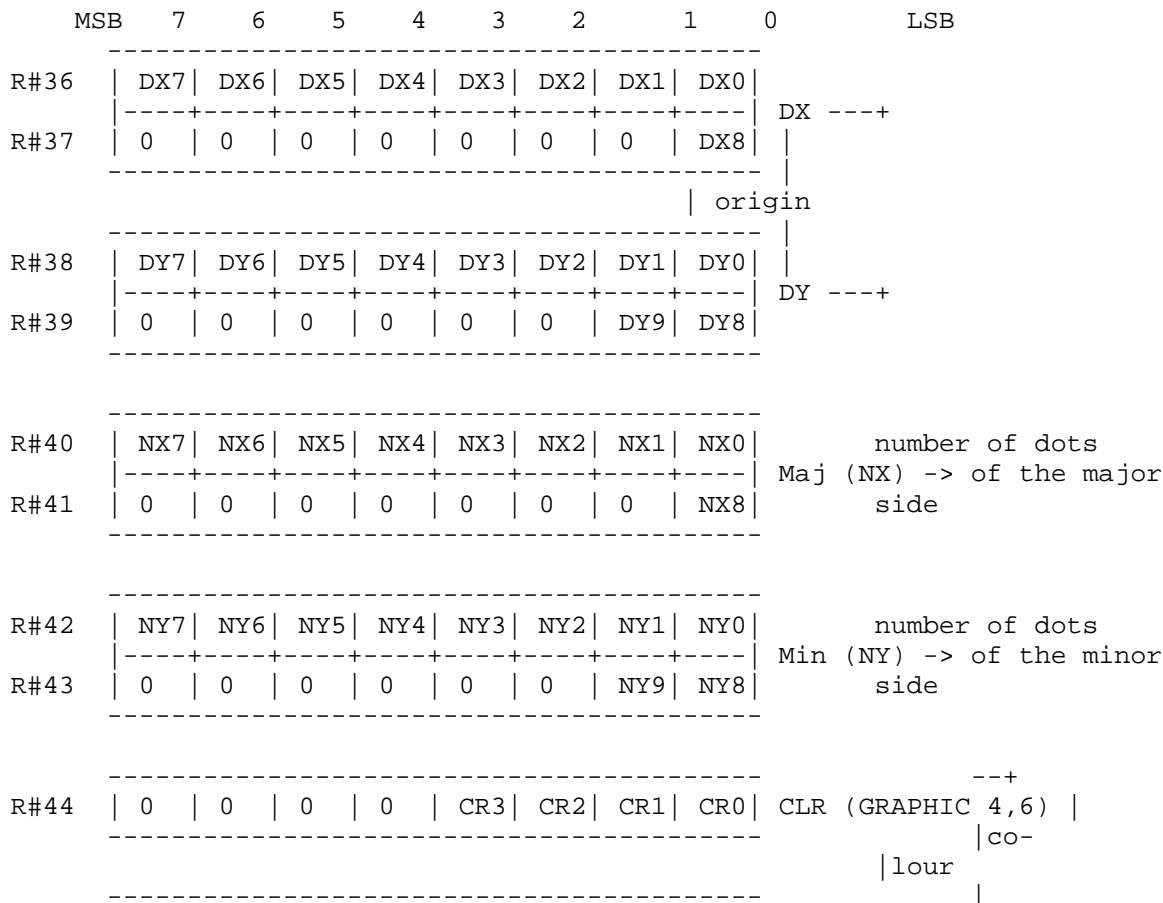 MSB    7     6     5     4     3     2       1     0          LSB
       -----------------------------------------
R#36   | DX7| DX6| DX5| DX4| DX3| DX2| DX1| DX0|
       |----+----+----+----+----+----+----+----| DX ---+
R#37   | 0  | 0  | 0  | 0  | 0  | 0  | 0  | DX8|  |
       ----------------------------------------- |
                                           | origin
       ----------------------------------------- |
R#38   | DY7| DY6| DY5| DY4| DY3| DY2| DY1| DY0|  |
       |----+----+----+----+----+----+----+----| DY ---+
R#39   | 0  | 0  | 0  | 0  | 0  | 0  | DY9| DY8|
       -----------------------------------------
       -----------------------------------------
R#40   | NX7| NX6| NX5| NX4| NX3| NX2| NX1| NX0|       number of dots
       |----+----+----+----+----+----+----+----| Maj (NX) -> of the major
R#41   | 0  | 0  | 0  | 0  | 0  | 0  | 0  | NX8|       side
       -----------------------------------------
       -----------------------------------------
R#42   | NY7| NY6| NY5| NY4| NY3| NY2| NY1| NY0|       number of dots
       |----+----+----+----+----+----+----+----| Min (NY) -> of the minor
R#43   | 0  | 0  | 0  | 0  | 0  | 0  | NY9| NY8|       side
       -----------------------------------------
       -----------------------------------------             --+
R#44   | 0  | 0  | 0  | 0  | CR3| CR2| CR1| CR0| CLR (GRAPHIC 4,6) |
       -----------------------------------------             |co-
                                                       |lour
       -----------------------------------------             |